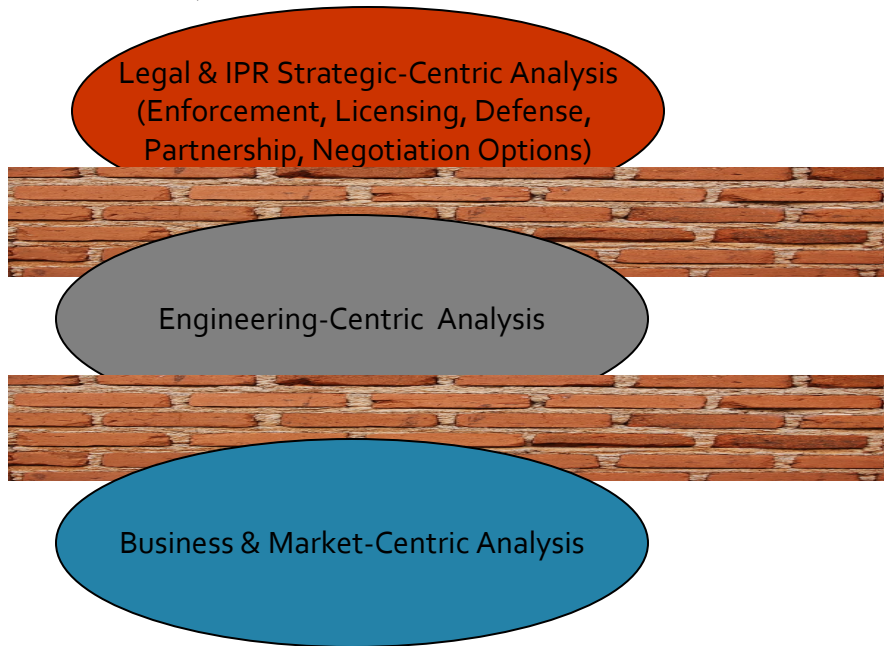 Legal & IPR Strategic-Centric Analysis
(Enforcement, Licensing, Defense,
Partnership, Negotiation Options)
Engineering-Centric Analysis
Business & Market-Centric Analysis